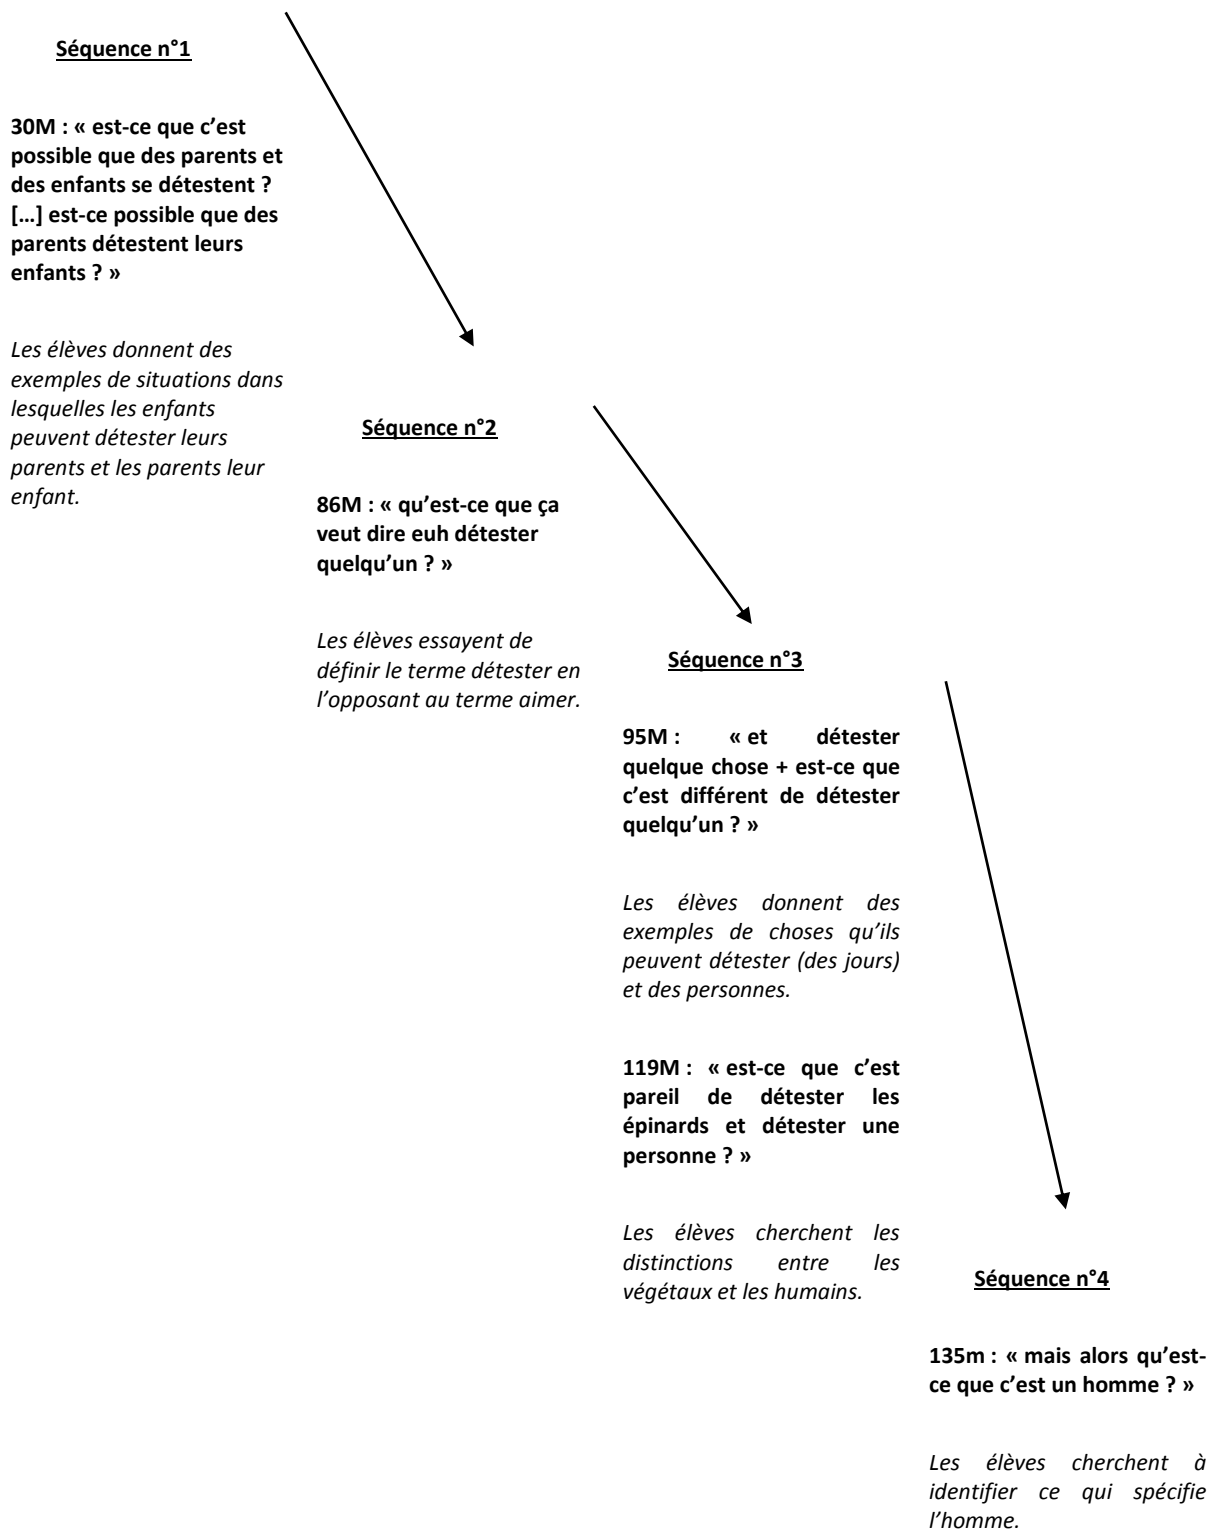 Séquence n°1
30M : « est-ce que c’est
possible que des parents et
des enfants se détestent ?
[…] est-ce possible que des
parents détestent leurs
enfants ? »
Les élèves donnent des
exemples de situations dans
lesquelles les enfants
peuvent détester leurs
parents et les parents leur
enfant.
Séquence n°2
86M : « qu’est-ce que ça
veut dire euh détester
quelqu’un ? »
Les élèves essayent de
définir le terme détester en
l’opposant au terme aimer.
Séquence n°3
95M : « et détester
quelque chose + est-ce que
c’est différent de détester
quelqu’un ? »
Les élèves donnent des
exemples de choses qu’ils
peuvent détester (des jours)
et des personnes.
119M : « est-ce que c’est
pareil de détester les
épinards et détester une
personne ? »
Les élèves cherchent les
distinctions entre les
végétaux et les humains.
Séquence n°4
135m : « mais alors qu’est-
ce que c’est un homme ? »
Les élèves cherchent à
identifier ce qui spécifie
l’homme.